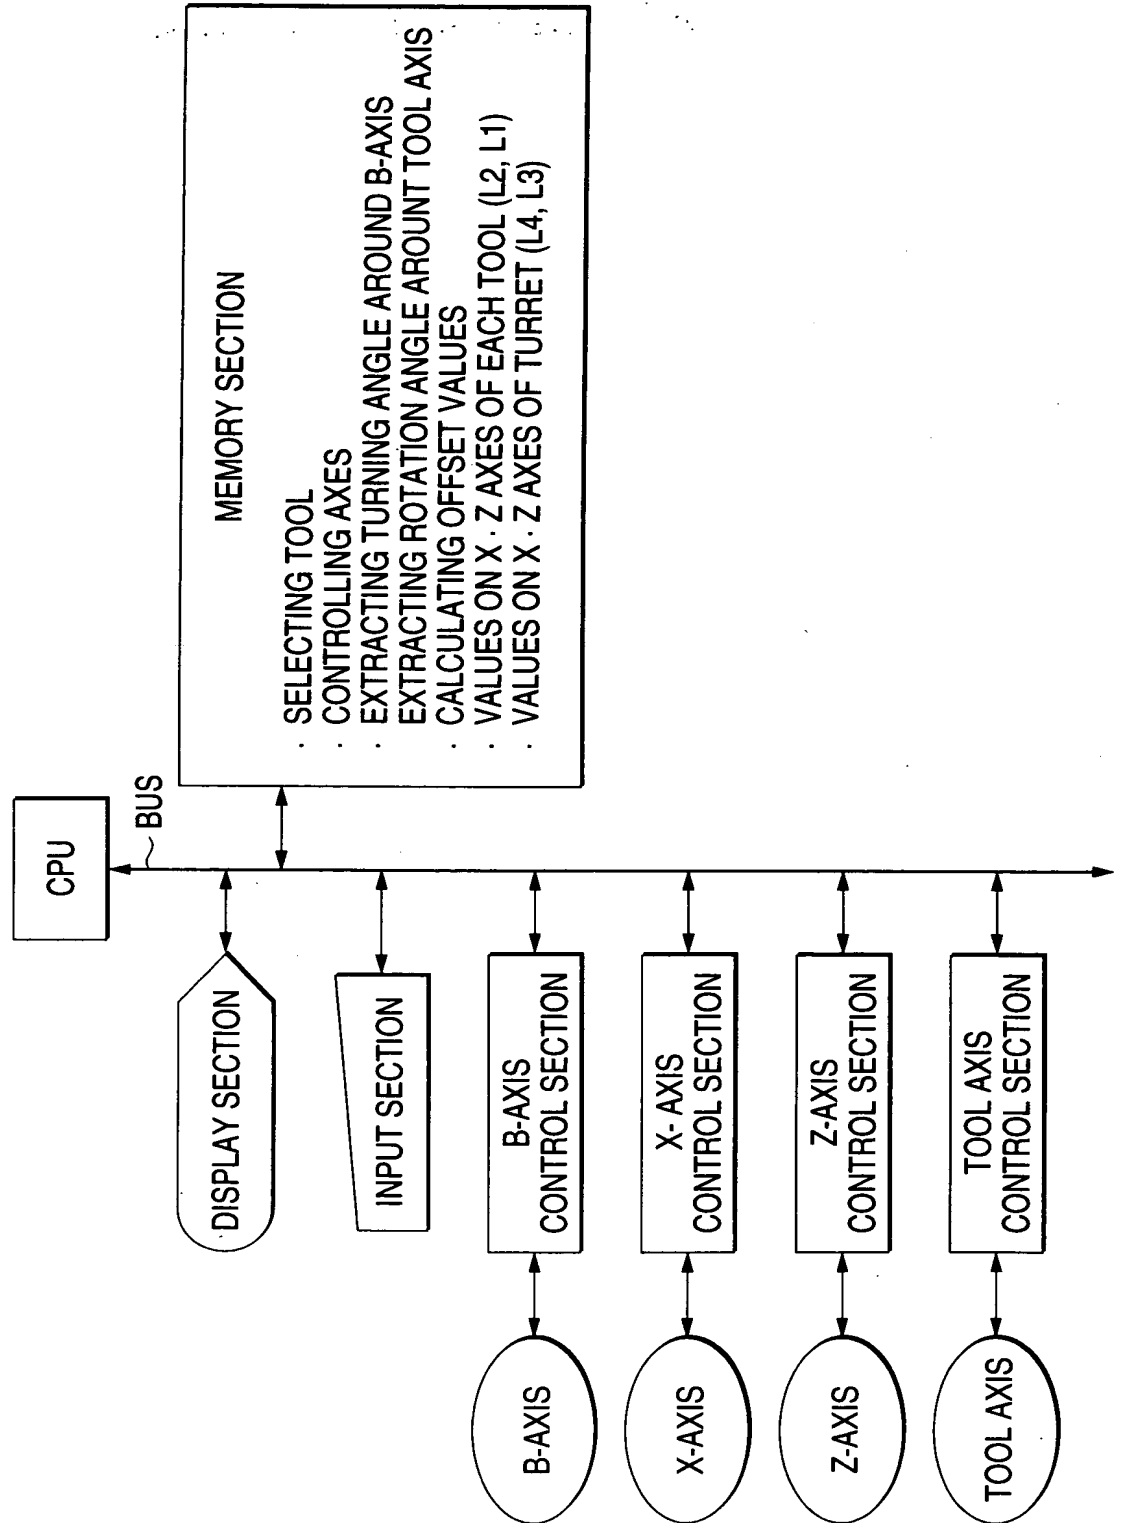 CPU
BUS
MEMORY SECTION
· SELECTING TOOL
· CONTROLLING AXES
· EXTRACTING TURNING ANGLE AROUND B-AXIS
EXTRACTING ROTATION ANGLE AROUNT TOOL AXIS
· CALCULATING OFFSET VALUES
· VALUES ON X · Z AXES OF EACH TOOL (L2, L1)
· VALUES ON X · Z AXES OF TURRET (L4, L3)
DISPLAY SECTION
INPUT SECTION
B-AXIS
CONTROL SECTION
X- AXIS
CONTROL SECTION
Z-AXIS
CONTROL SECTION
TOOL AXIS
CONTROL SECTION
B-AXIS
X-AXIS
Z-AXIS
TOOL AXIS